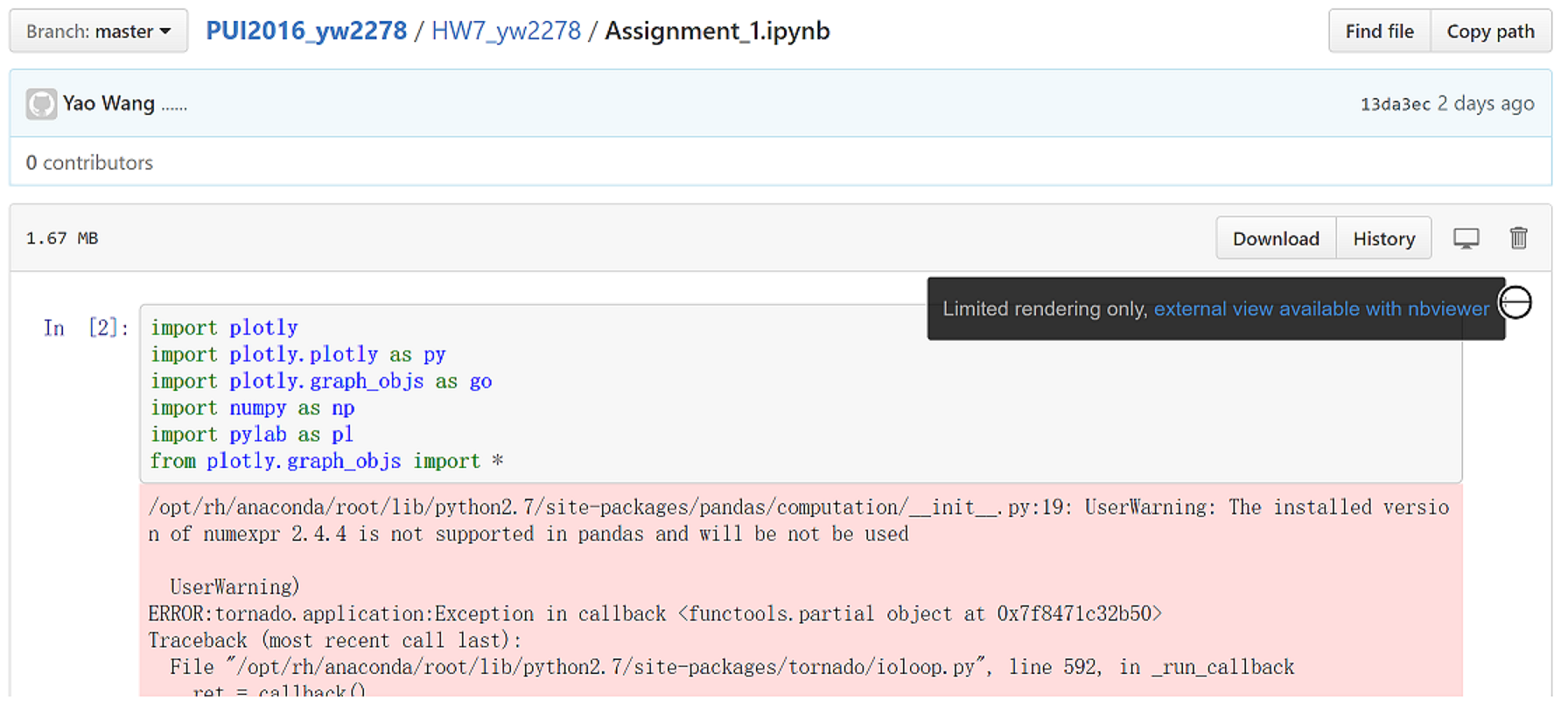 Branch: master PUI2016_yw2278 / HW7_yw2278 / Assignment_1.ipynb Find file Copy path
Yao Wang ...... 13da3ec 2 days ago
0 contributors
1.67 MB Download History
Limited rendering only, external view available with nbviewer
In [2]: import plotly
import plotly.plotly as py
import plotly.graph_objs as go
import numpy as np
import pylab as pl
from plotly.graph_objs import *
/opt/rh/anaconda/root/lib/python2.7/site-packages/pandas/computation/__init__.py:19: UserWarning: The installed versio
n of numexpr 2.4.4 is not supported in pandas and will be not be used
UserWarning)
ERROR:tornado.application:Exception in callback <functools.partial object at 0x7f8471c32b50>
Traceback (most recent call last):
File "/opt/rh/anaconda/root/lib/python2.7/site-packages/tornado/ioloop.py", line 592, in _run_callback
ret = callback()